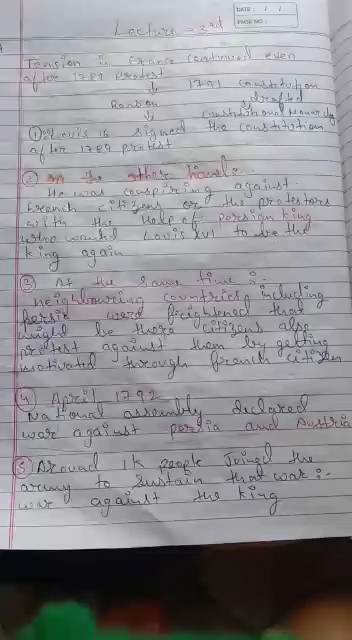 DATE: / /
PAGE NO.:
Lecture = 3rd
Tension in France continued even
after 1789 protest
↓ 1791 constitution
Reason drafted
↓ constitutional Monarchy
① Louis 16 signed the constitution
after 1789 protest
② On the other hand:-
He was conspiring against
French citizens or the protestors
with the Help of persian king
who wanted Louis XVI to be the
king again
③ At the same time :-
neighbouring countries including
persia were frightened that
might be there citizens also
protest against them by getting
motivated through french citizen
④ April 1792
National assembly declared
war against persia and Austria
⑤ Around 1k people Joined the
army to sustain that war :-
war against the king